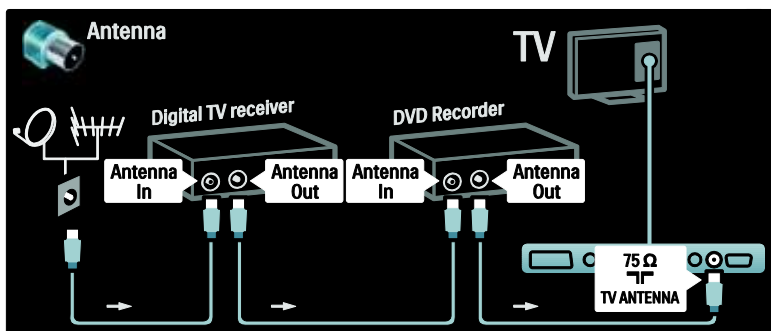 Antenna
TV
Digital TV receiver
DVD Recorder
Antenna
In
Antenna
Out
Antenna
In
Antenna
Out
75 Ω
TV ANTENNA